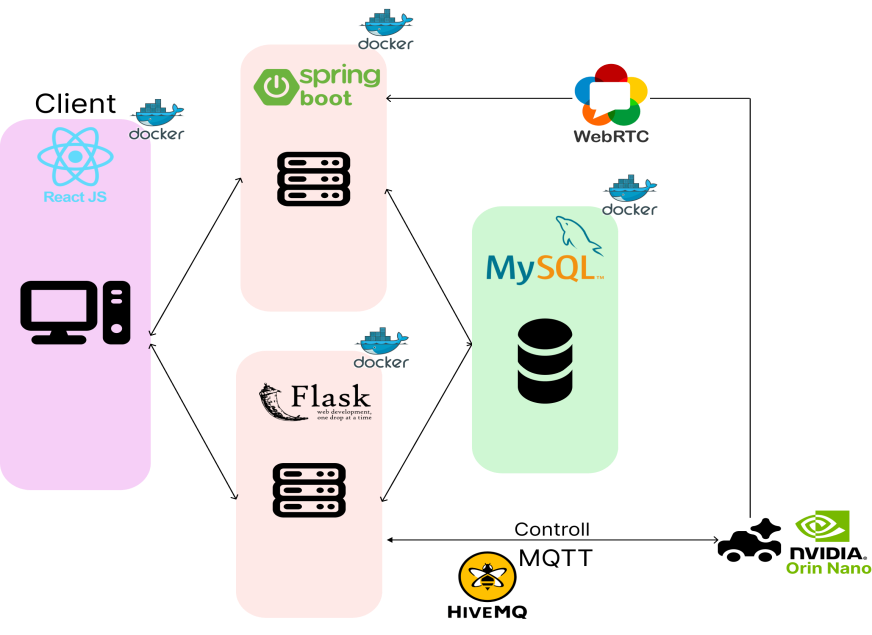 docker
spring
boot
Client
docker
React JS
WebRTC
docker
MySQL™
docker
Flask
web development,
one drop at a time
Controll
MQTT
HIVEMQ
NVIDIA.
Orin Nano